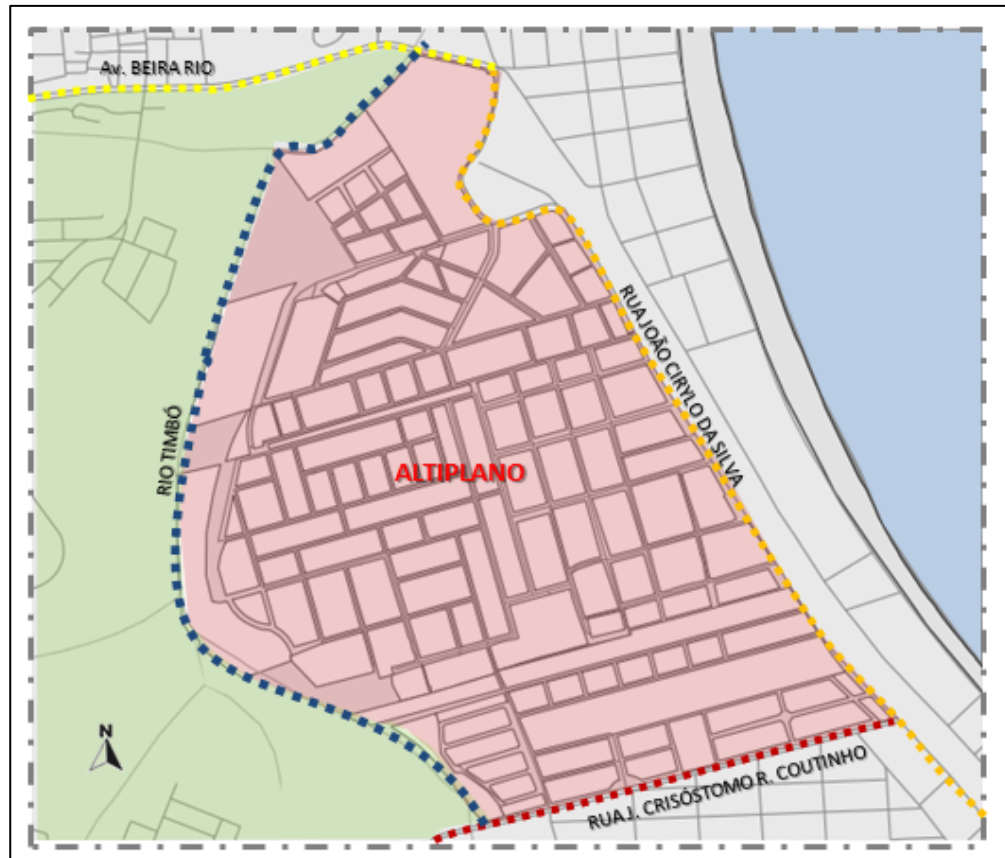 Av. BEIRA RIO
RUA JOÃO CIRYLO DA SILVA
RIO TIMBÓ
ALTIPLANO
N
RUA J. CRISÓSTOMO R. COUTINHO